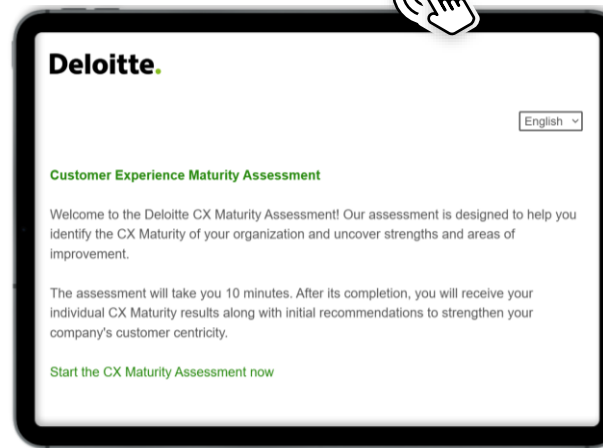 Deloitte.
English
Customer Experience Maturity Assessment
Welcome to the Deloitte CX Maturity Assessment! Our assessment is designed to help you
identify the CX Maturity of your organization and uncover strengths and areas of
improvement.
The assessment will take you 10 minutes. After its completion, you will receive your
individual CX Maturity results along with initial recommendations to strengthen your
company's customer centricity.
Start the CX Maturity Assessment now